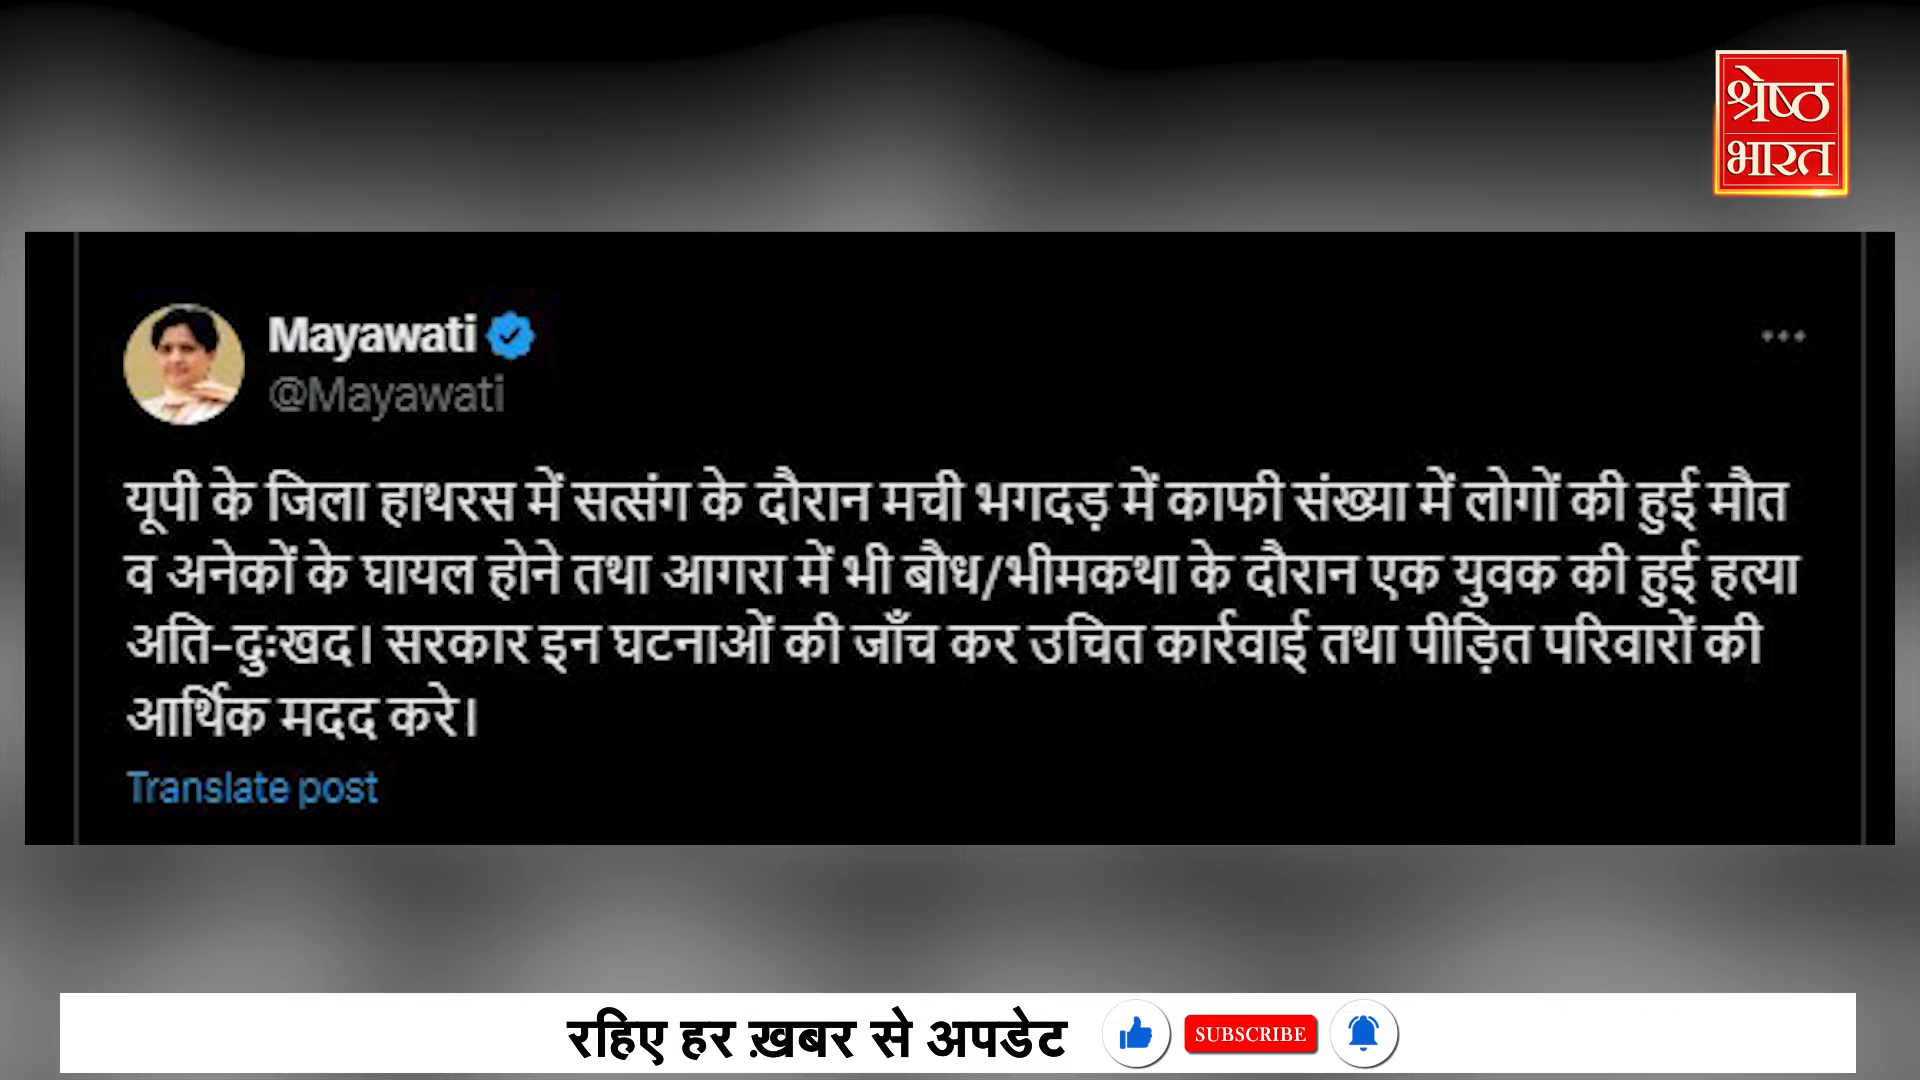 श्रेष्ठ
भारत
Mayawati
@Mayawati
यूपी के जिला हाथरस में सत्संग के दौरान मची भगदड़ में काफी संख्या में लोगों की हुई मौत
व अनेकों के घायल होने तथा आगरा में भी बौध/भीमकथा के दौरान एक युवक की हुई हत्या
अति-दुःखद। सरकार इन घटनाओं की जाँच कर उचित कार्रवाई तथा पीड़ित परिवारों की
आर्थिक मदद करे।
Translate post
रहिए हर ख़बर से अपडेट SUBSCRIBE